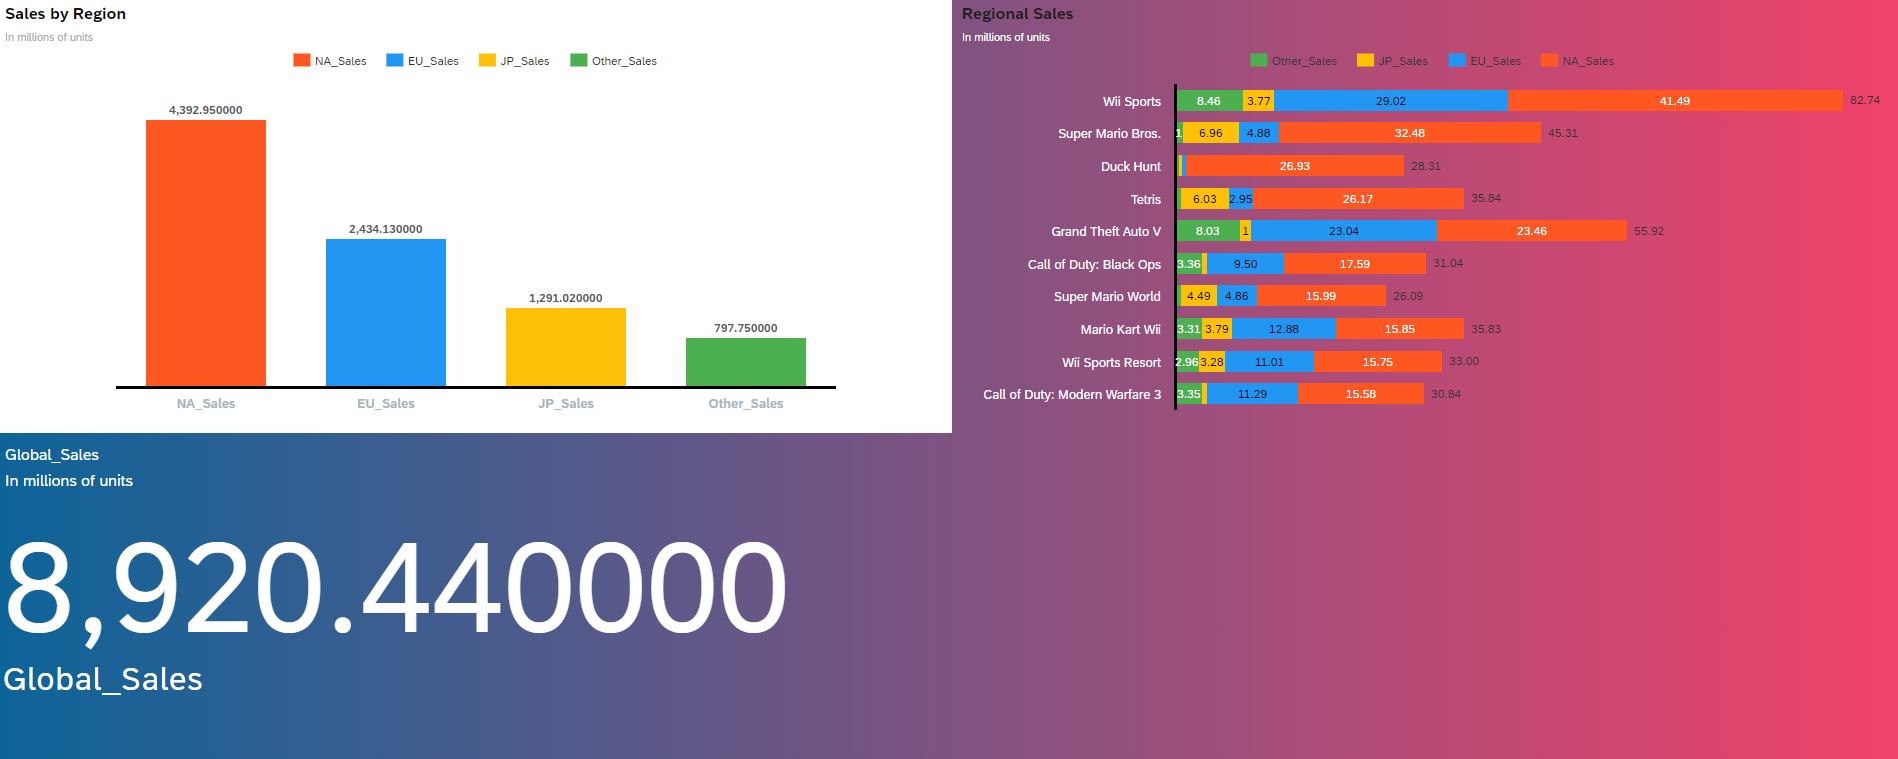 Sales by Region
In millions of units
NA_Sales EU_Sales JP_Sales Other_Sales
4,392.950000
2,434.130000
1,291.020000
797.750000
NA_Sales EU_Sales JP_Sales Other_Sales
Regional Sales
In millions of units
Other_Sales JP_Sales EU_Sales NA_Sales
Wii Sports 8.46 3.77 29.02 41.49 82.74
Super Mario Bros. 1 6.96 4.88 32.48 45.31
Duck Hunt 26.93 28.31
Tetris 6.03 2.95 26.17 35.84
Grand Theft Auto V 8.03 1 23.04 23.46 55.92
Call of Duty: Black Ops 3.36 9.50 17.59 31.04
Super Mario World 4.49 4.86 15.99 26.09
Mario Kart Wii 3.31 3.79 12.88 15.85 35.83
Wii Sports Resort 2.96 3.28 11.01 15.75 33.00
Call of Duty: Modern Warfare 3 3.35 11.29 15.58 30.84
Global_Sales
In millions of units
8,920.440000
Global_Sales